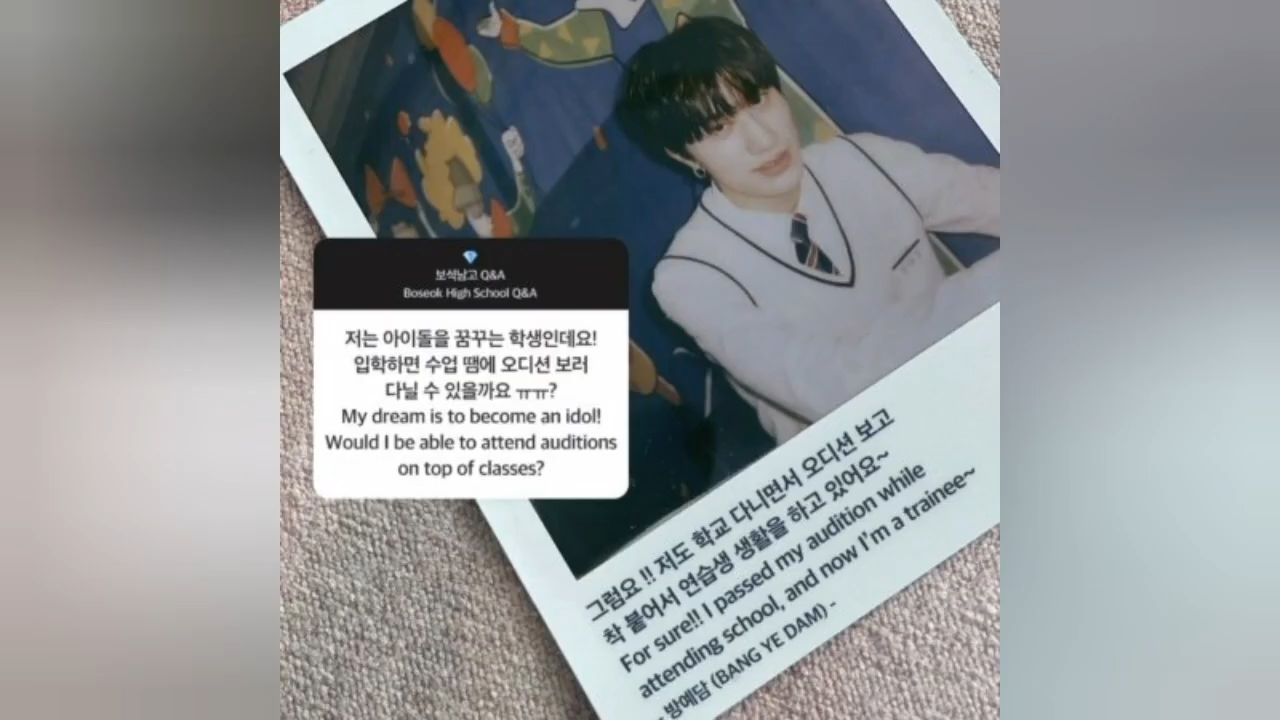 보석남고 Q&A
Boseok High School Q&A
저는 아이돌을 꿈꾸는 학생인데요!
입학하면 수업 땜에 오디션 보러
다닐 수 있을까요 ㅠㅠ?
My dream is to become an idol!
Would I be able to attend auditions
on top of classes?
그럼요 !! 저도 학교 다니면서 오디션 보고
착 붙어서 연습생 생활을 하고 있어요~
For sure!! I passed my audition while
attending school, and now I'm a trainee~
- 방예담 (BANG YE DAM) -